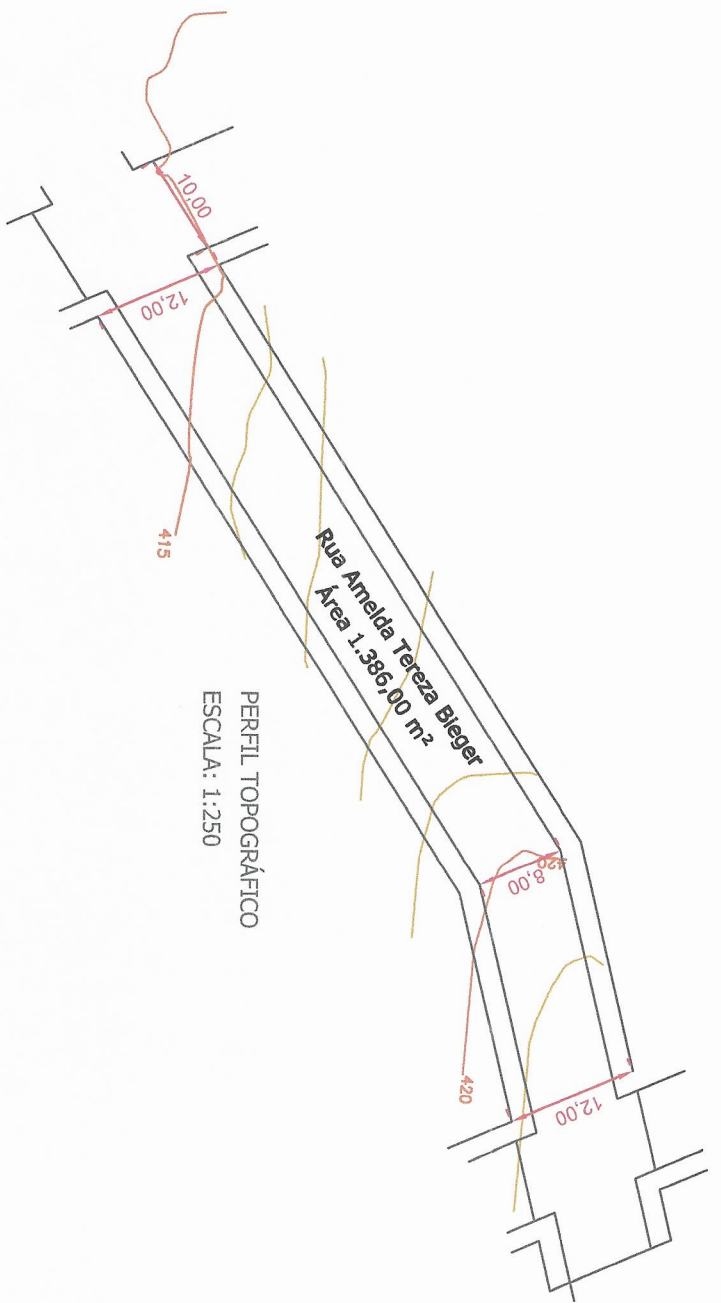 10,00
12,00
415
Rua Amelda Tereza Bieger
Área 1.386,00 m²
PERFIL TOPOGRÁFICO
ESCALA: 1:250
420
8,00
420
12,00